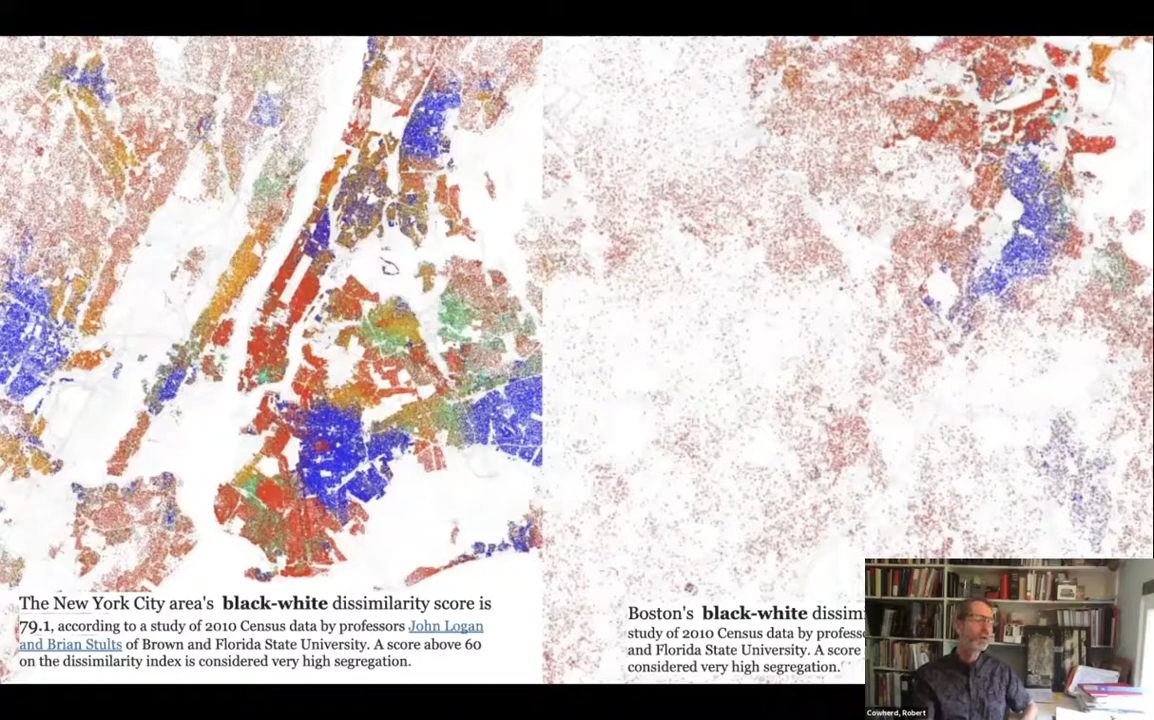 The New York City area's black-white dissimilarity score is
79.1, according to a study of 2010 Census data by professors John Logan
and Brian Stults of Brown and Florida State University. A score above 60
on the dissimilarity index is considered very high segregation.
Boston's black-white dissim
study of 2010 Census data by profess
and Florida State University. A score
considered very high segregation.
Cowherd, Robert